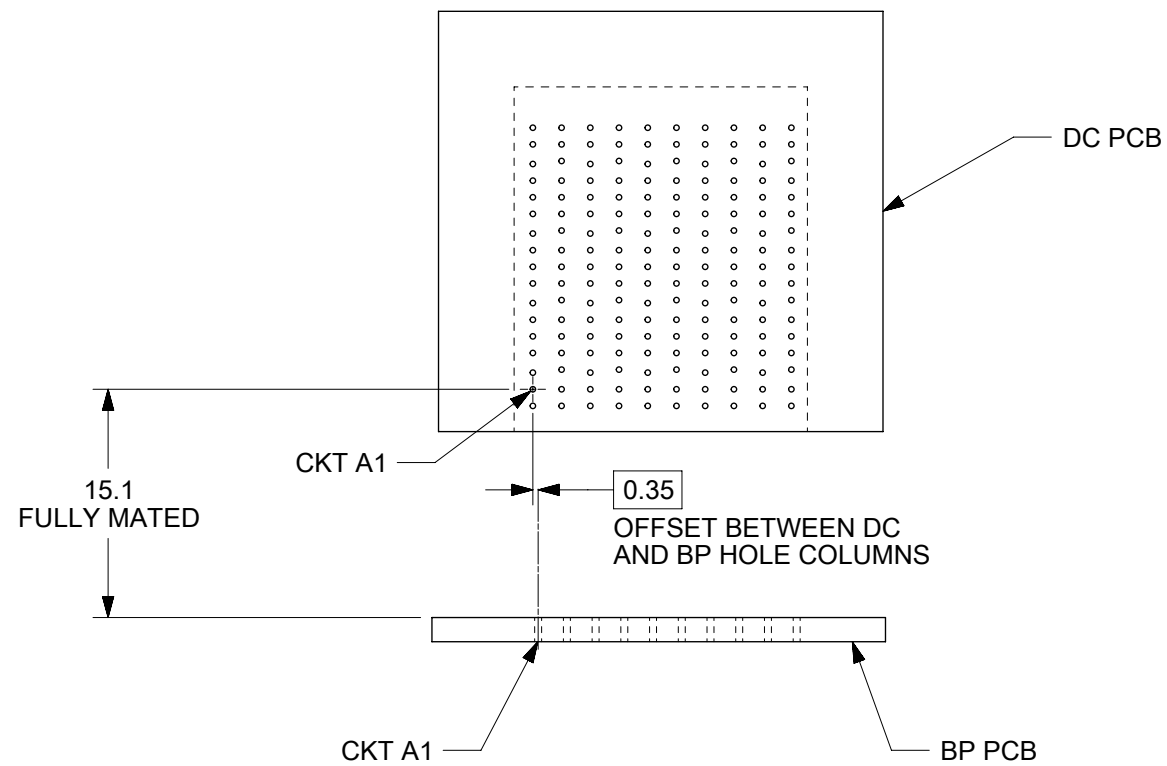 DC PCB
CKT A1
15.1
FULLY MATED
0.35
OFFSET BETWEEN DC
AND BP HOLE COLUMNS
CKT A1
BP PCB